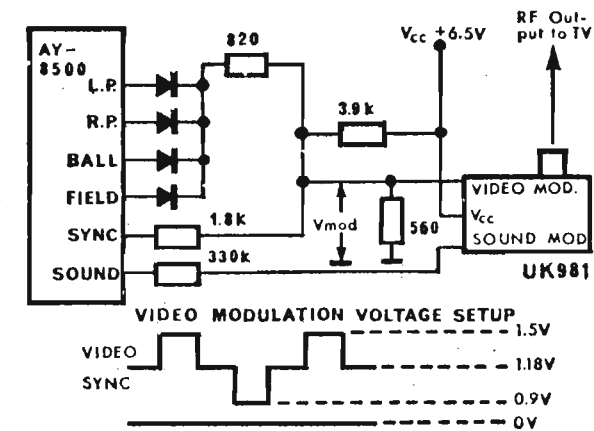 RF Out-
put to TV
Vcc +6.5V
820
AY-
8500
L.P.
R.P.
BALL
FIELD
SYNC
SOUND
3.9k
1.8k
330k
Vmod
560
VIDEO MOD.
Vcc
SOUND MOD
UK981
VIDEO MODULATION VOLTAGE SETUP
1.5V
VIDEO
1.18V
SYNC
0.9V
0V